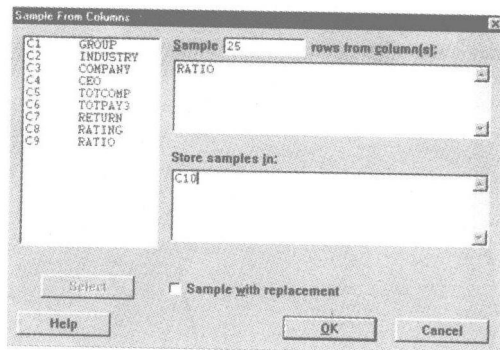 Sample From Columns
C1 GROUP
C2 INDUSTRY
C3 COMPANY
C4 CEO
C5 TOTCOMP
C6 TOTPAY3
C7 RETURN
C8 RATING
C9 RATIO
Sample 25 rows from column(s):
RATIO
Store samples in:
C10
Select
Sample with replacement
Help
OK
Cancel